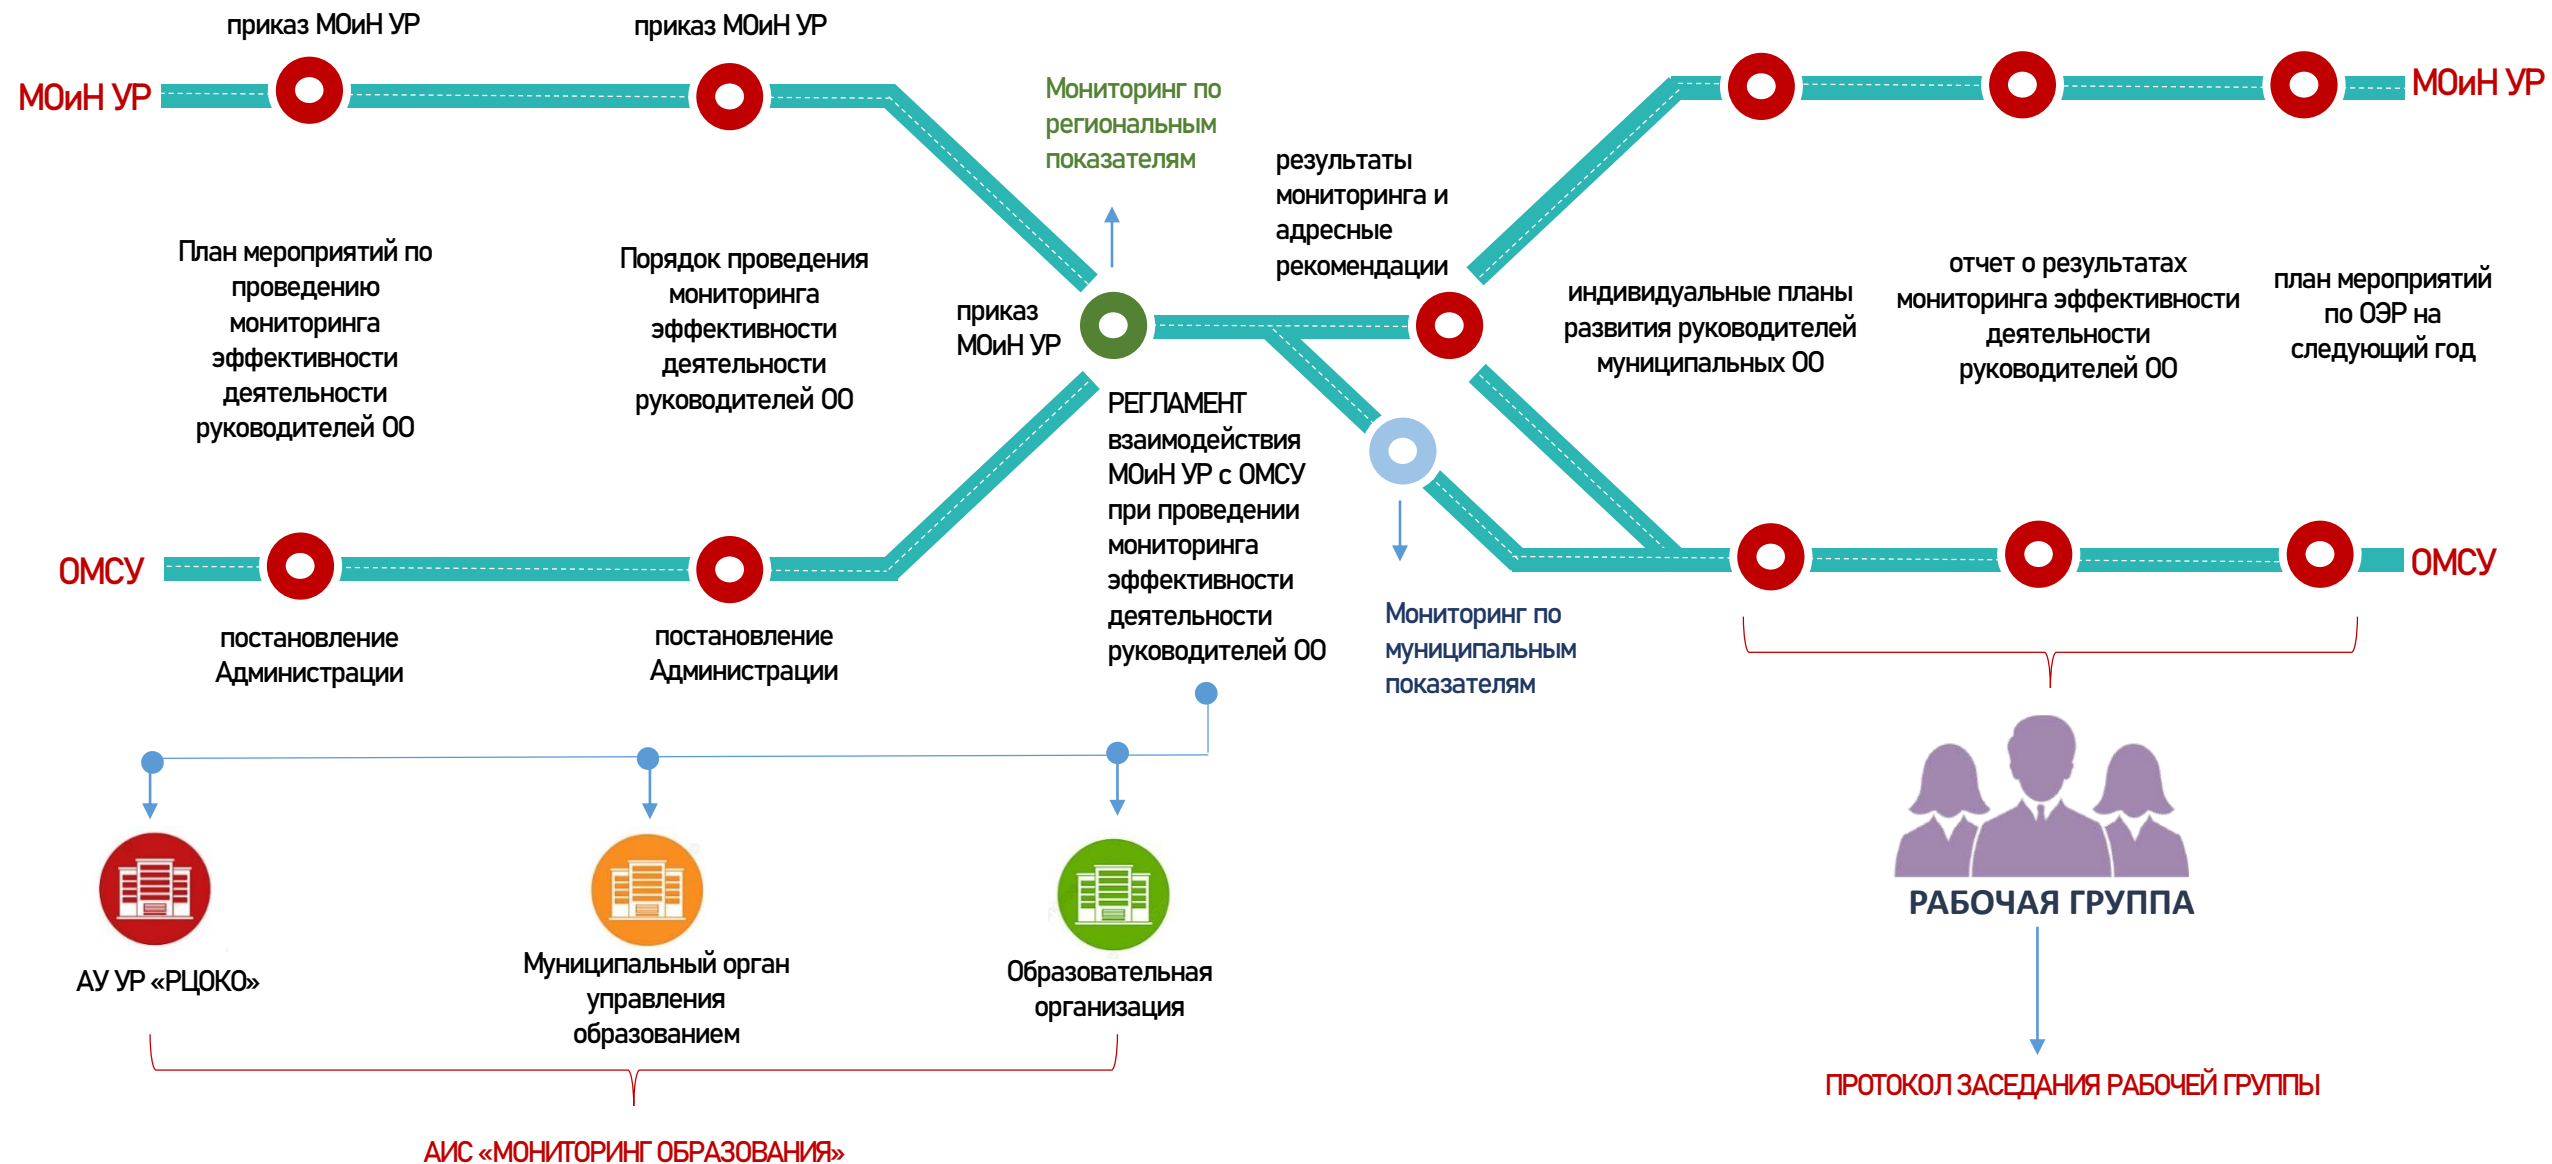 приказ МОиН УР
приказ МОиН УР
МОиН УР
План мероприятий по
проведению
мониторинга
эффективности
деятельности
руководителей ОО
Порядок проведения
мониторинга
эффективности
деятельности
руководителей ОО
ОМСУ
постановление
Администрации
постановление
Администрации
Мониторинг по
региональным
показателям
приказ
МОиН УР
РЕГЛАМЕНТ
взаимодействия
МОиН УР с ОМСУ
при проведении
мониторинга
эффективности
деятельности
руководителей ОО
результаты
мониторинга и
адресные
рекомендации
Мониторинг по
муниципальным
показателям
МОиН УР
индивидуальные планы
развития руководителей
муниципальных ОО
отчет о результатах
мониторинга эффективности
деятельности
руководителей ОО
план мероприятий
по ОЭР на
следующий год
ОМСУ
РАБОЧАЯ ГРУППА
ПРОТОКОЛ ЗАСЕДАНИЯ РАБОЧЕЙ ГРУППЫ
АУ УР «РЦОКО»
Муниципальный орган
управления
образованием
Образовательная
организация
АИС «МОНИТОРИНГ ОБРАЗОВАНИЯ»